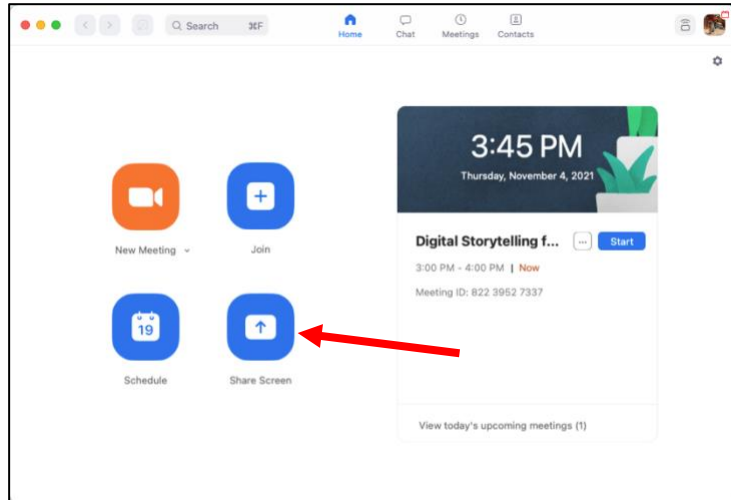 Search ⌘F
Home
Chat
Meetings
Contacts
3:45 PM
Thursday, November 4, 2021
New Meeting
Join
Digital Storytelling f... ... Start
3:00 PM - 4:00 PM | Now
Meeting ID: 822 3952 7337
19
Schedule
Share Screen
View today's upcoming meetings (1)